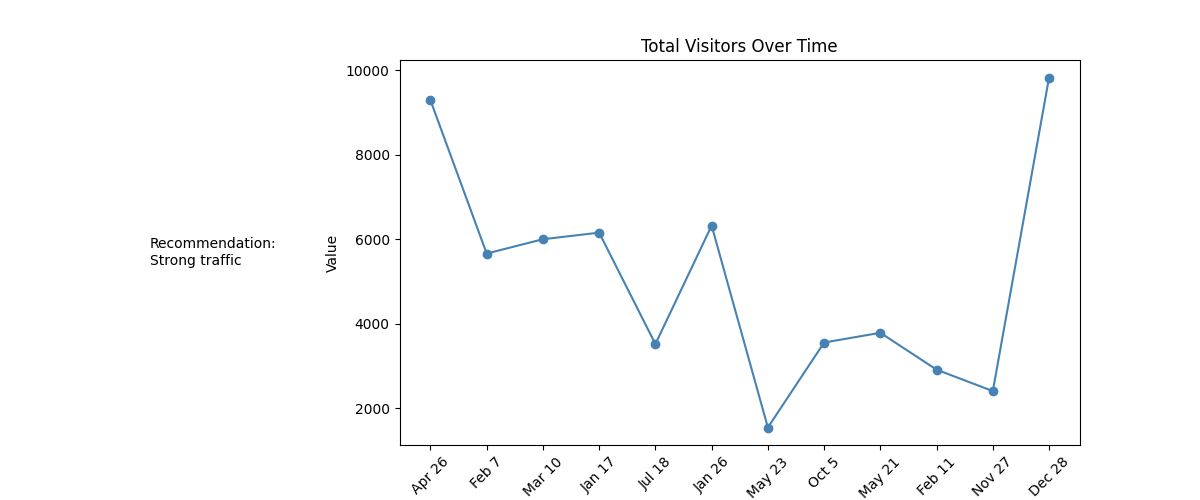 Total Visitors Over Time
Recommendation:
Strong traffic
Value
10000
8000
6000
4000
2000
Apr 26
Feb 7
Mar 10
Jan 17
Jul 18
Jan 26
May 23
Oct 5
May 21
Feb 11
Nov 27
Dec 28